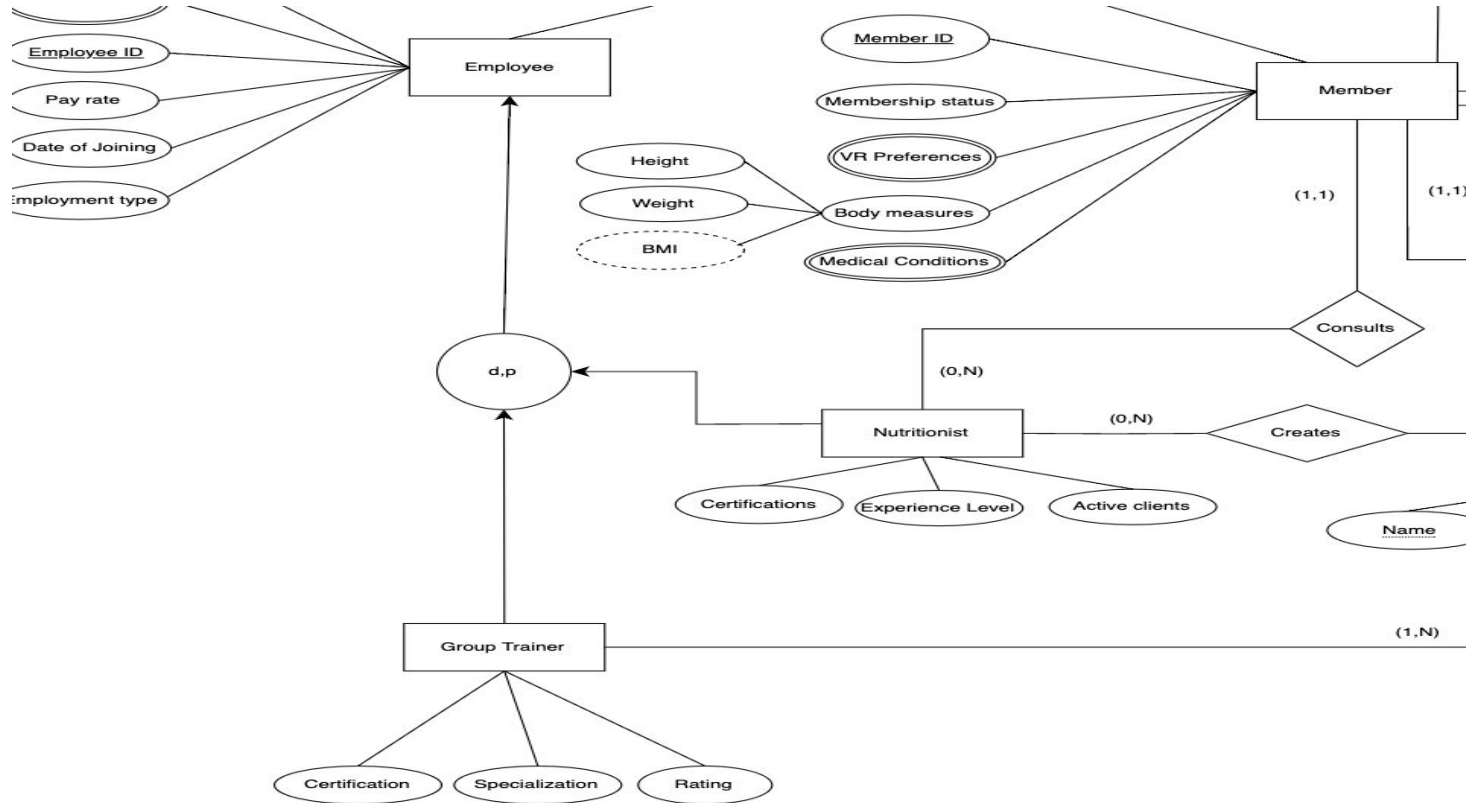 Employee ID
Pay rate
Date of Joining
Employment type
Employee
Member ID
Membership status
VR Preferences
Body measures
Medical Conditions
Height
Weight
BMI
Member
(1,1)
(1,1)
Consults
d,p
(0,N)
Nutritionist
(0,N)
Creates
Certifications
Experience Level
Active clients
Name
Group Trainer
(1,N)
Certification
Specialization
Rating